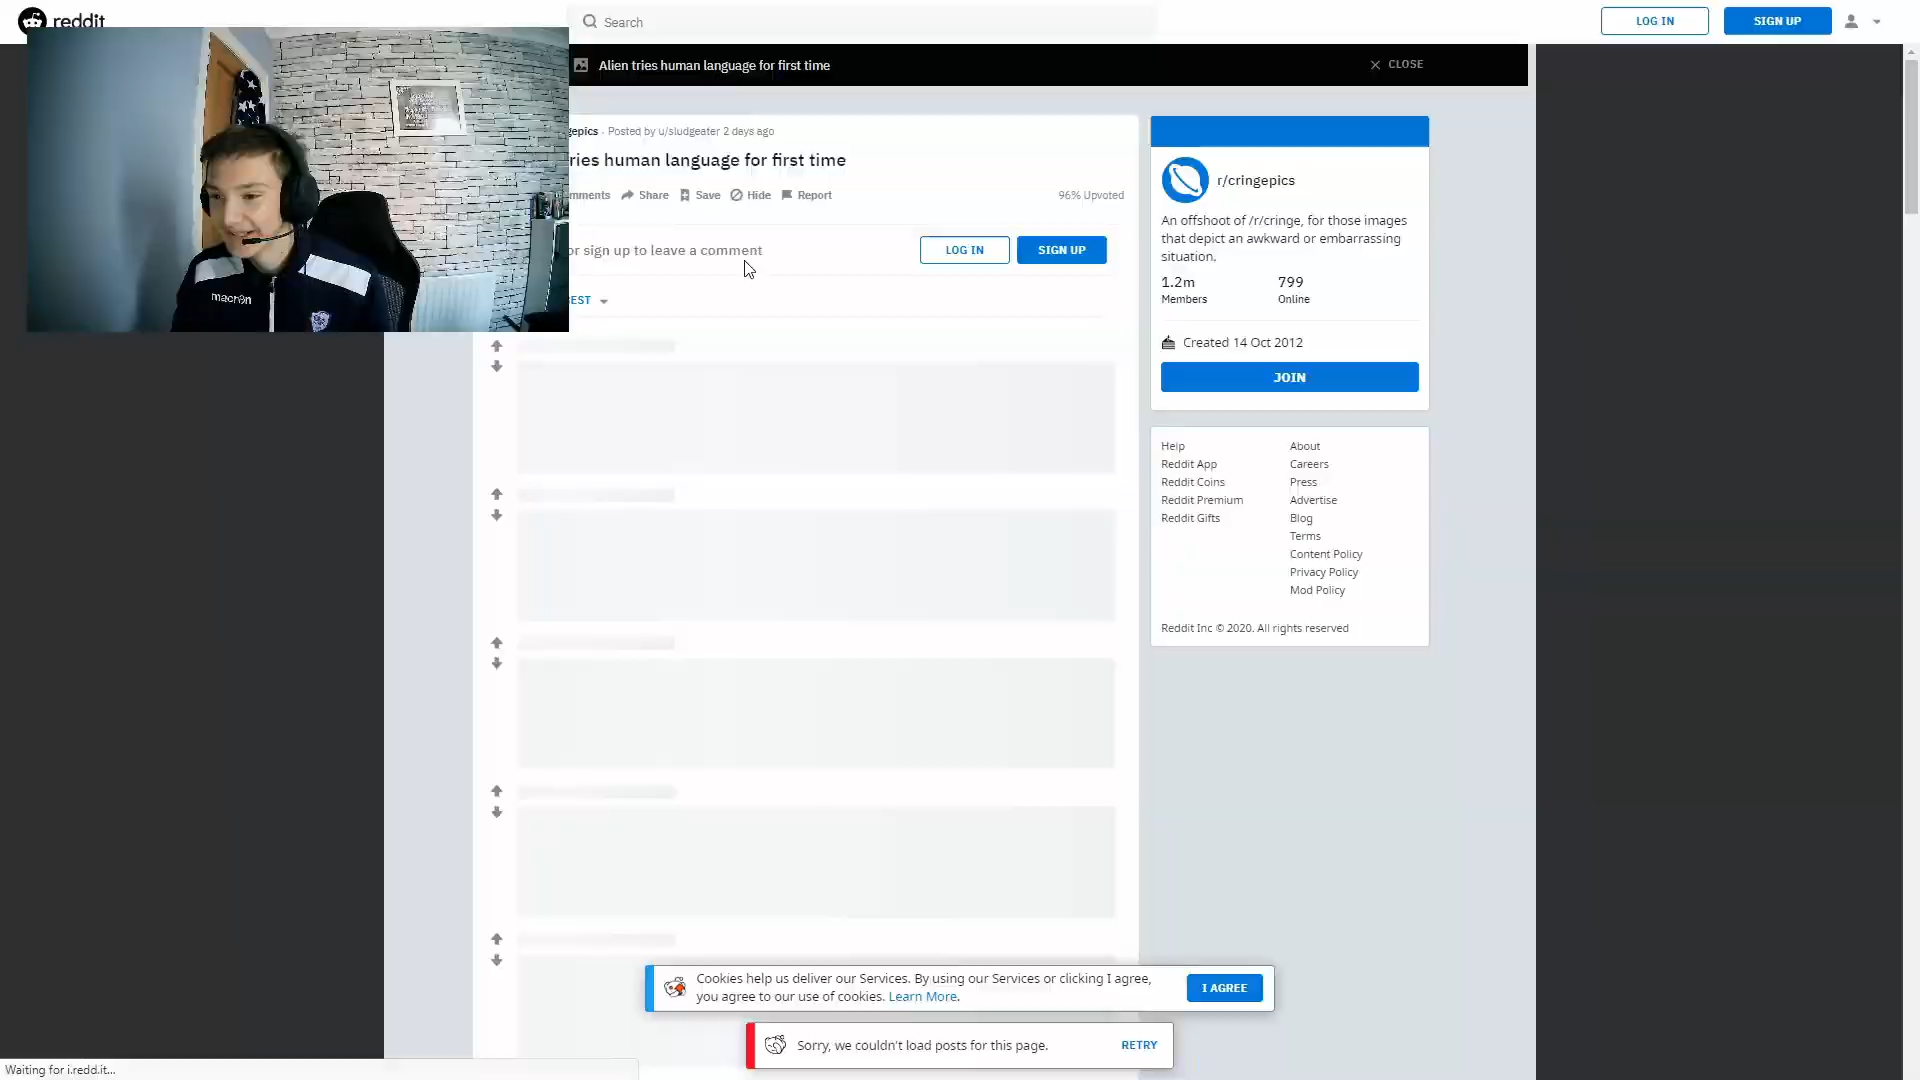 reddit
Search
LOG IN
SIGN UP
Alien tries human language for first time
CLOSE
gepics · Posted by u/sludgeater 2 days ago
ries human language for first time
mments
Share
Save
Hide
Report
96% Upvoted
or sign up to leave a comment
LOG IN
SIGN UP
EST
macron
r/cringepics
An offshoot of /r/cringe, for those images
that depict an awkward or embarrassing
situation.
1.2m
799
Members
Online
Created 14 Oct 2012
JOIN
Help
About
Reddit App
Careers
Reddit Coins
Press
Reddit Premium
Advertise
Reddit Gifts
Blog
Terms
Content Policy
Privacy Policy
Mod Policy
Reddit Inc © 2020. All rights reserved
Cookies help us deliver our Services. By using our Services or clicking I agree,
you agree to our use of cookies. Learn More.
I AGREE
Sorry, we couldn't load posts for this page.
RETRY
Waiting for i.redd.it...